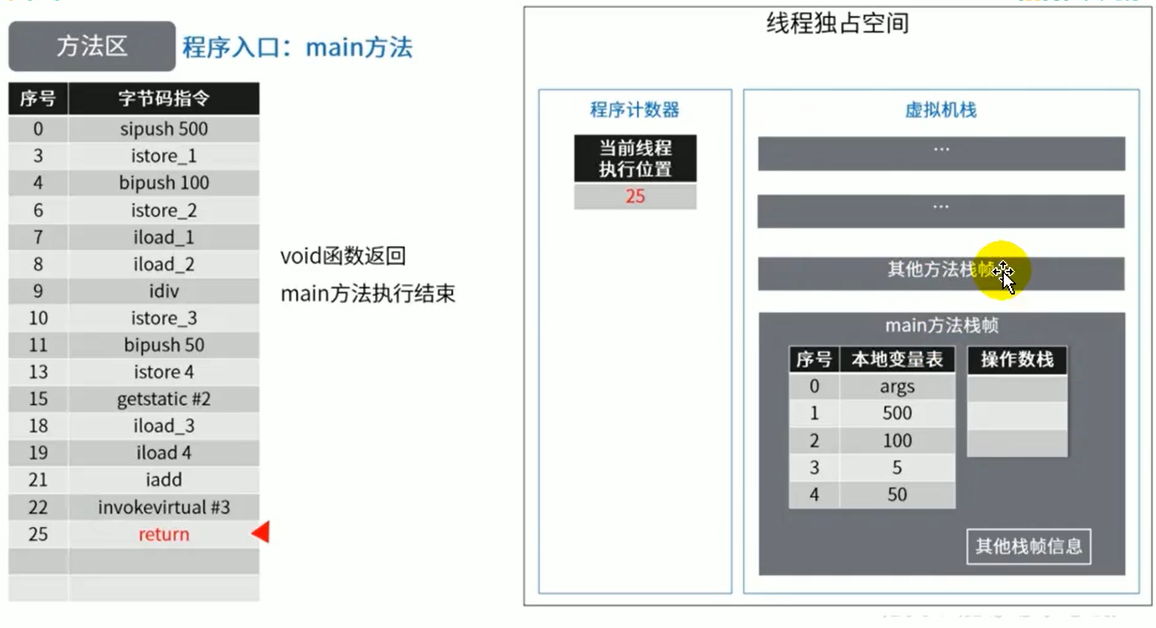 方法区
程序入口：main方法
序号 字节码指令
0 sipush 500
3 istore_1
4 bipush 100
6 istore_2
7 iload_1
8 iload_2
9 idiv
10 istore_3
11 bipush 50
13 istore 4
15 getstatic #2
18 iload_3
19 iload 4
21 iadd
22 invokevirtual #3
25 return
void函数返回
main方法执行结束
线程独占空间
程序计数器
当前线程
执行位置
25
虚拟机栈
...
...
其他方法栈帧
main方法栈帧
序号 本地变量表 操作数栈
0 args
1 500
2 100
3 5
4 50
其他栈帧信息